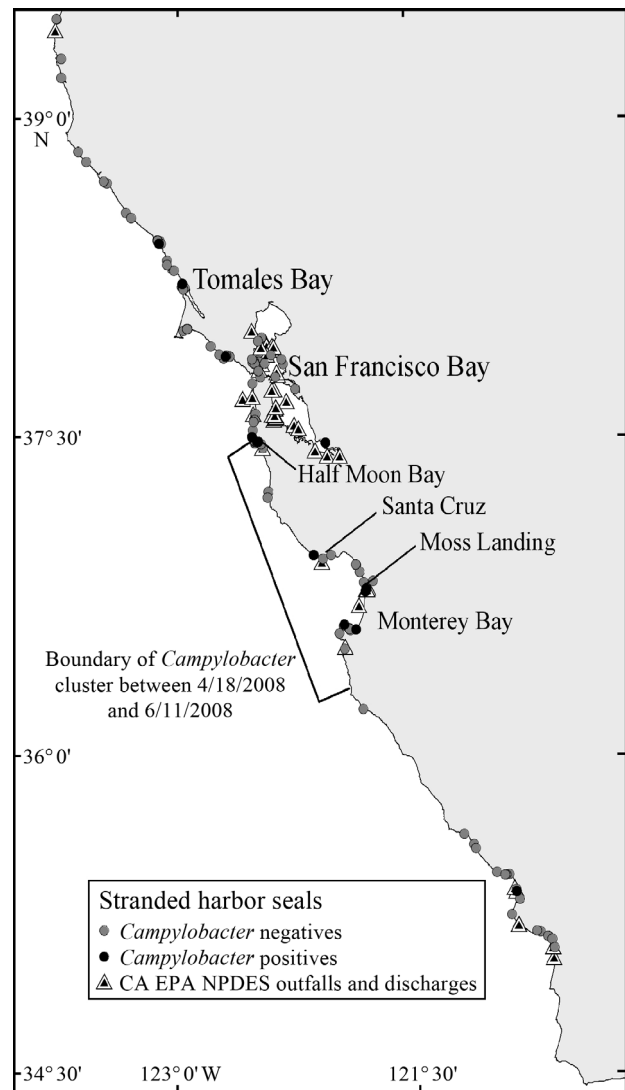 39° 0'
N
Tomales Bay
San Francisco Bay
37° 30'
Half Moon Bay
Santa Cruz
Moss Landing
Monterey Bay
Boundary of Campylobacter
cluster between 4/18/2008
and 6/11/2008
36° 0'
Stranded harbor seals
Campylobacter negatives
Campylobacter positives
CA EPA NPDES outfalls and discharges
34° 30'
123° 0' W
121° 30'